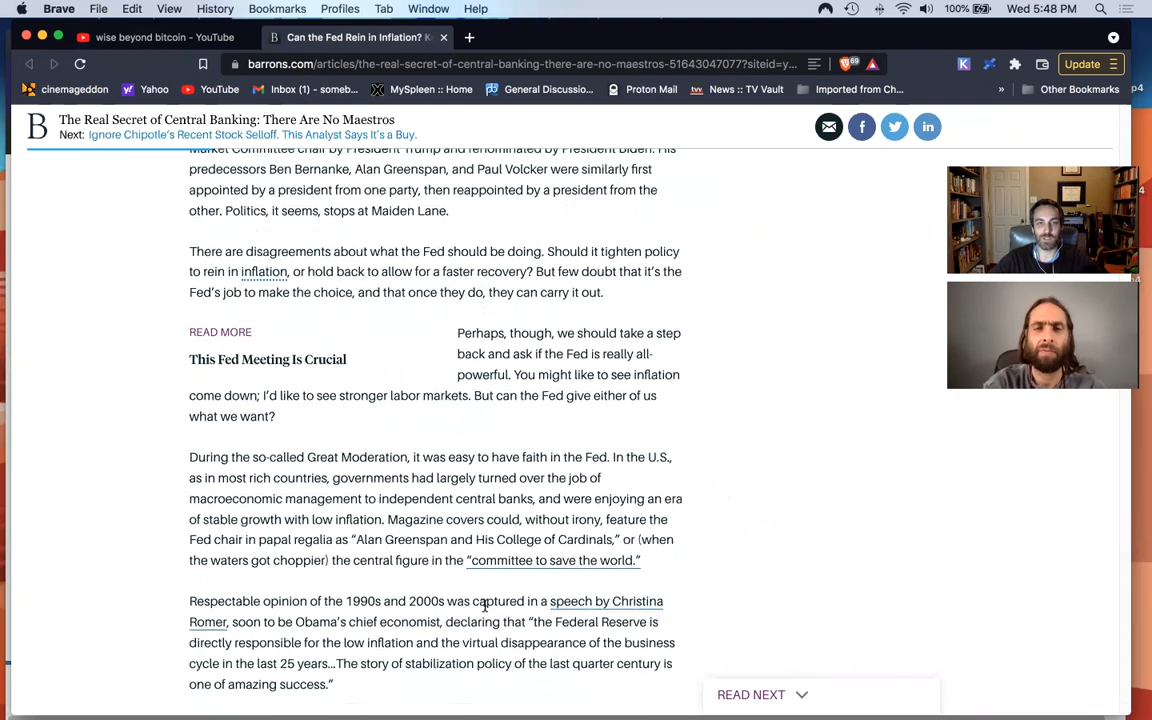 Brave File Edit View History Bookmarks Profiles Tab Window Help 100% Wed 5:48 PM
wise beyond bitcoin - YouTube
B Can the Fed Rein in Inflation?
barrons.com/articles/the-real-secret-of-central-banking-there-are-no-maestros-51643047077?siteid=y...
69
K
Update
cinemageddon Yahoo YouTube Inbox (1) - someb... MySpleen :: Home General Discussio... Proton Mail News :: TV Vault Imported from Ch... » Other Bookmarks
B
The Real Secret of Central Banking: There Are No Maestros
Next: Ignore Chipotle's Recent Stock Selloff. This Analyst Says It's a Buy.
Market Committee chair by President Trump and renominated by President Biden. His
predecessors Ben Bernanke, Alan Greenspan, and Paul Volcker were similarly first
appointed by a president from one party, then reappointed by a president from the
other. Politics, it seems, stops at Maiden Lane.
There are disagreements about what the Fed should be doing. Should it tighten policy
to rein in inflation, or hold back to allow for a faster recovery? But few doubt that it's the
Fed's job to make the choice, and that once they do, they can carry it out.
READ MORE
This Fed Meeting Is Crucial
Perhaps, though, we should take a step
back and ask if the Fed is really all-
powerful. You might like to see inflation
come down; I'd like to see stronger labor markets. But can the Fed give either of us
what we want?
During the so-called Great Moderation, it was easy to have faith in the Fed. In the U.S.,
as in most rich countries, governments had largely turned over the job of
macroeconomic management to independent central banks, and were enjoying an era
of stable growth with low inflation. Magazine covers could, without irony, feature the
Fed chair in papal regalia as “Alan Greenspan and His College of Cardinals,” or (when
the waters got choppier) the central figure in the “committee to save the world.”
Respectable opinion of the 1990s and 2000s was captured in a speech by Christina
Romer, soon to be Obama's chief economist, declaring that “the Federal Reserve is
directly responsible for the low inflation and the virtual disappearance of the business
cycle in the last 25 years...The story of stabilization policy of the last quarter century is
one of amazing success.”
READ NEXT